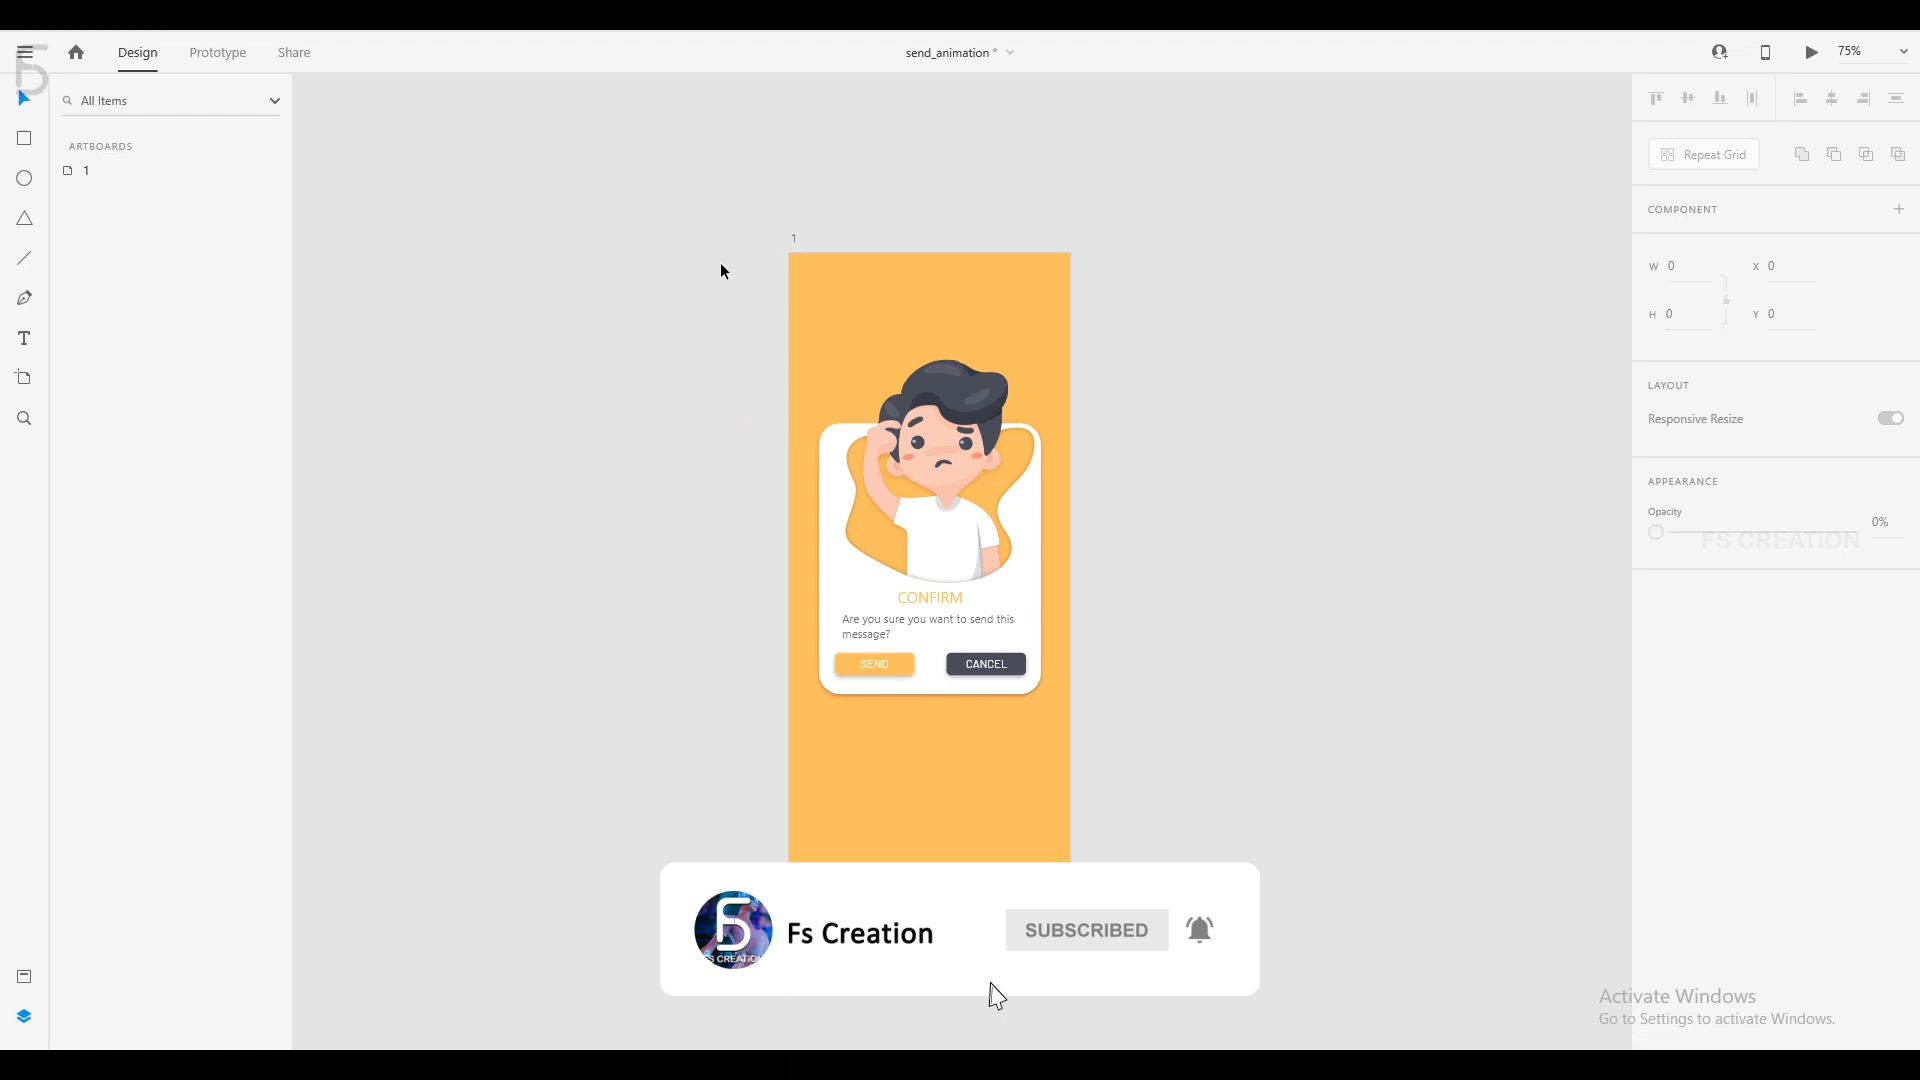 Design
Prototype
Share
send_animation *
75%
All Items
ARTBOARDS
1
1
CONFIRM
Are you sure you want to send this
message?
SEND
CANCEL
Repeat Grid
COMPONENT
W 0
X 0
H 0
Y 0
LAYOUT
Responsive Resize
APPEARANCE
Opacity
0%
FS CREATiON
FS CREATiON
Fs Creation
SUBSCRIBED
Activate Windows
Go to Settings to activate Windows.